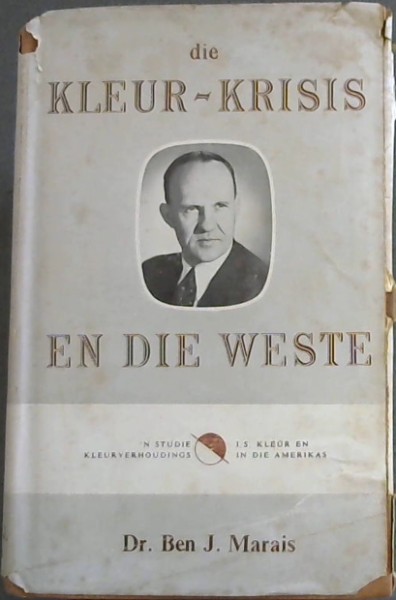 die
KLEUR-KRISIS
EN DIE WESTE
'N STUDIE I.S. KLEUR EN
KLEURVERHOUDINGS IN DIE AMERIKAS
Dr. Ben J. Marais